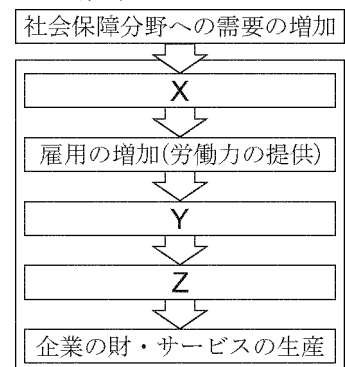 社会保障分野への需要の増加
X
雇用の増加(労働力の提供)
Y
Z
企業の財・サービスの生産